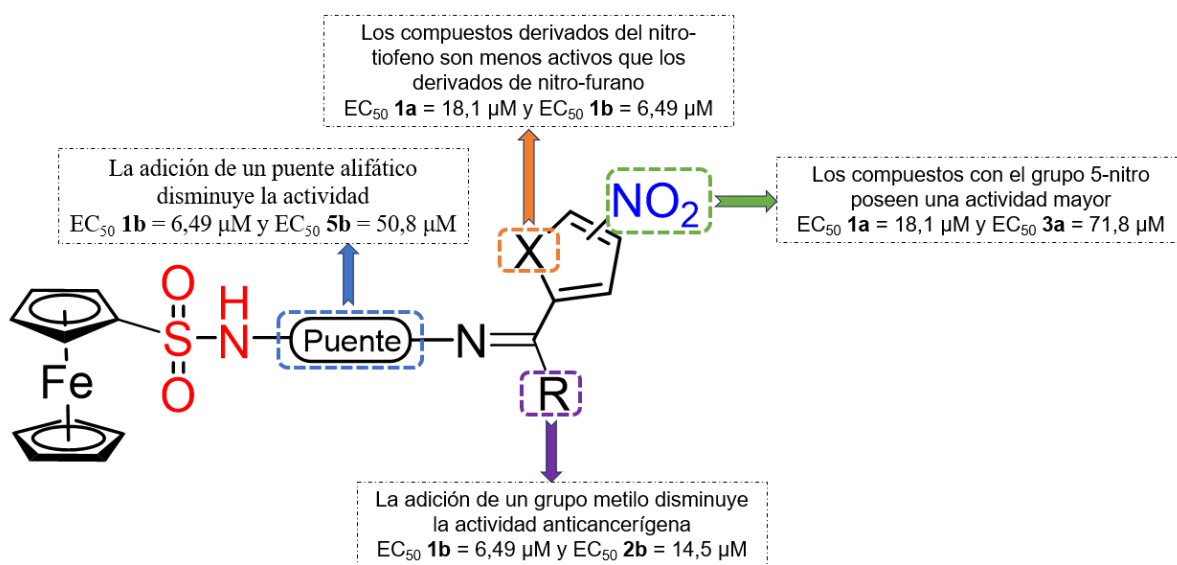 Los compuestos derivados del nitro-
tiofeno son menos activos que los
derivados de nitro-furano
EC₅₀ 1a = 18,1 µM y EC₅₀ 1b = 6,49 µM
La adición de un puente alifático
disminuye la actividad
EC₅₀ 1b = 6,49 µM y EC₅₀ 5b = 50,8 µM
Los compuestos con el grupo 5-nitro
poseen una actividad mayor
EC₅₀ 1a = 18,1 µM y EC₅₀ 3a = 71,8 µM
NO₂
X
O
H
S
N
Puente
N
O
Fe
R
La adición de un grupo metilo disminuye
la actividad anticancerígena
EC₅₀ 1b = 6,49 µM y EC₅₀ 2b = 14,5 µM